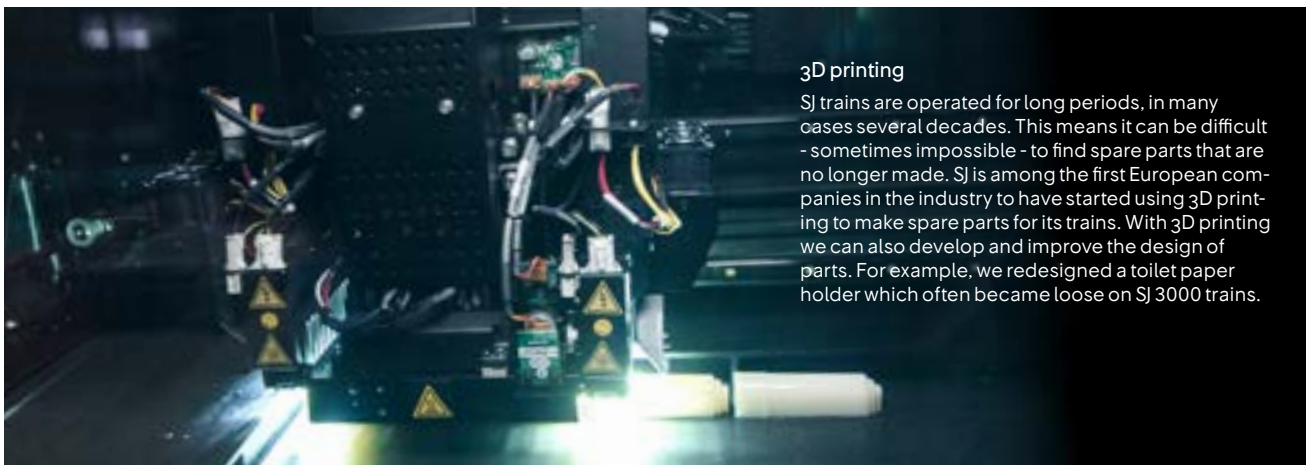 3D printing
SJ trains are operated for long periods, in many
cases several decades. This means it can be difficult
- sometimes impossible - to find spare parts that are
no longer made. SJ is among the first European com-
panies in the industry to have started using 3D print-
ing to make spare parts for its trains. With 3D printing
we can also develop and improve the design of
parts. For example, we redesigned a toilet paper
holder which often became loose on SJ 3000 trains.